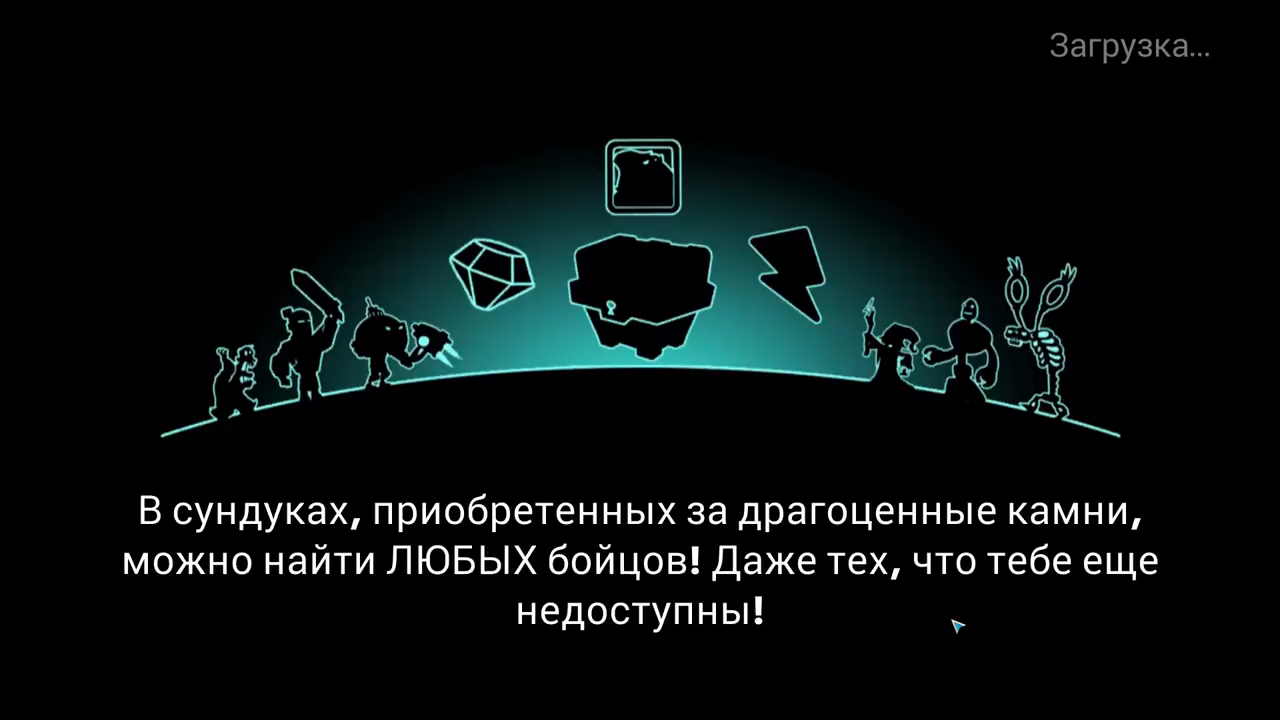 Загрузка...
В сундуках, приобретенных за драгоценные камни,
можно найти ЛЮБЫХ бойцов! Даже тех, что тебе еще
недоступны!